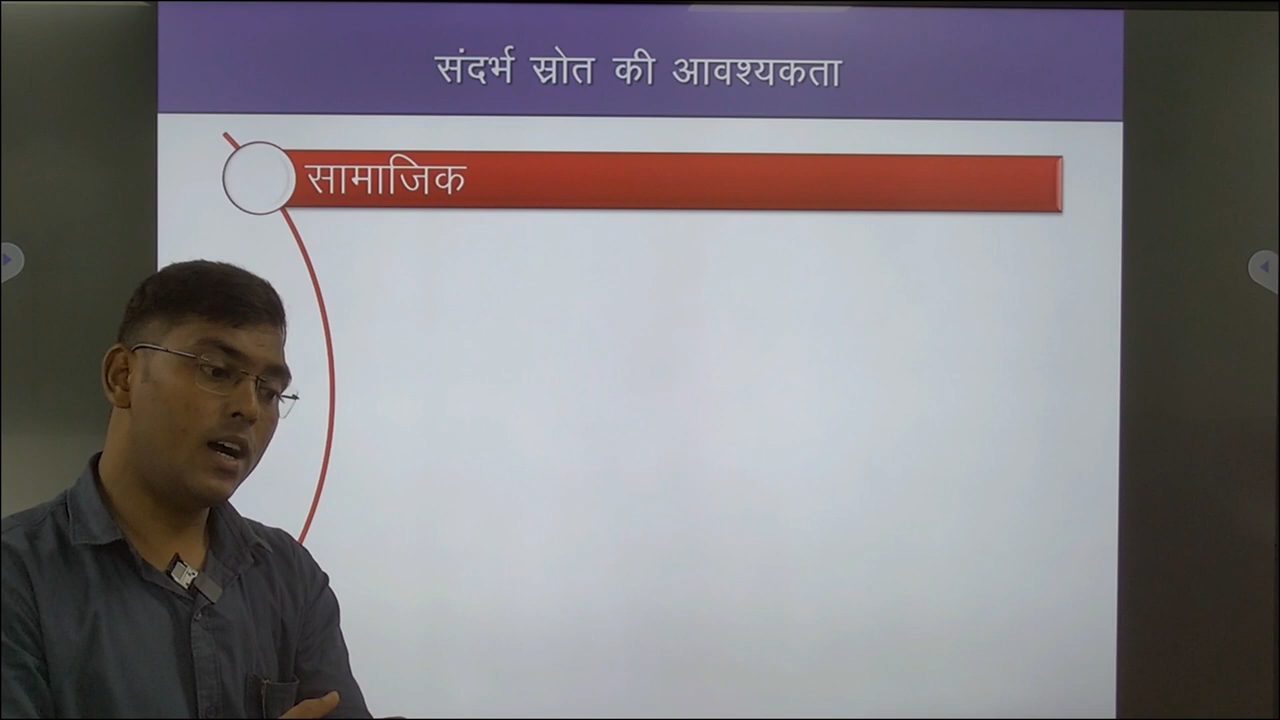 संदर्भ स्रोत की आवश्यकता
सामाजिक